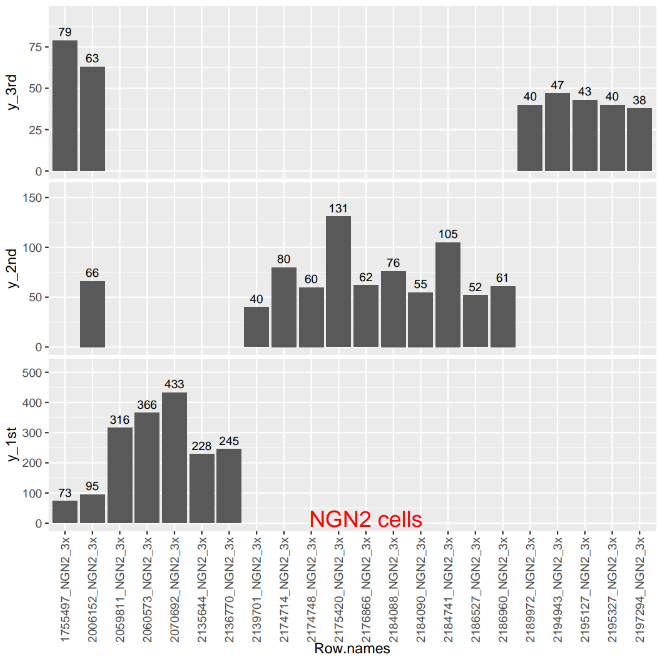 y_3rd
75
50
25
0
79
63
40
47
43
40
38
y_2nd
150
100
50
0
66
40
80
60
131
62
76
55
105
52
61
y_1st
500
400
300
200
100
0
73
95
316
366
433
228
245
NGN2 cells
1755497_NGN2_3x
2006152_NGN2_3x
2059811_NGN2_3x
2060573_NGN2_3x
2070692_NGN2_3x
2135644_NGN2_3x
2136770_NGN2_3x
2139701_NGN2_3x
2174714_NGN2_3x
2174748_NGN2_3x
2175420_NGN2_3x
2176866_NGN2_3x
2184088_NGN2_3x
2184090_NGN2_3x
2184741_NGN2_3x
2186527_NGN2_3x
2186960_NGN2_3x
2189972_NGN2_3x
2194943_NGN2_3x
2195127_NGN2_3x
2195327_NGN2_3x
2197294_NGN2_3x
Row.names